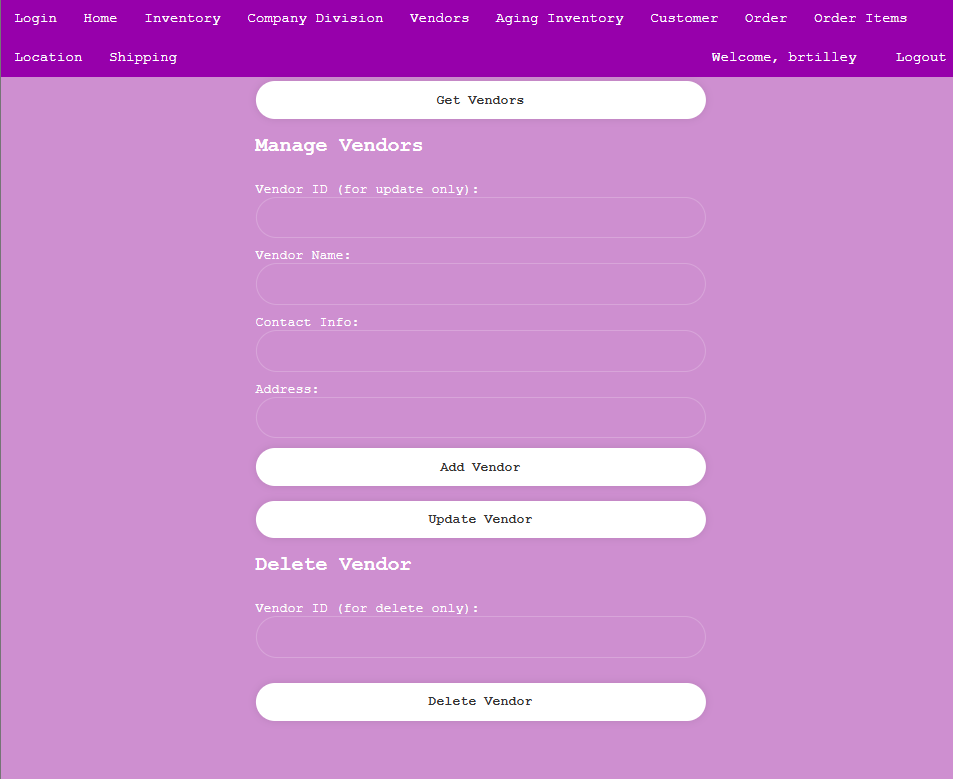 Login Home Inventory Company Division Vendors Aging Inventory Customer Order Order Items
Location Shipping Welcome, brtilley Logout
Get Vendors
Manage Vendors
Vendor ID (for update only):
Vendor Name:
Contact Info:
Address:
Add Vendor
Update Vendor
Delete Vendor
Vendor ID (for delete only):
Delete Vendor